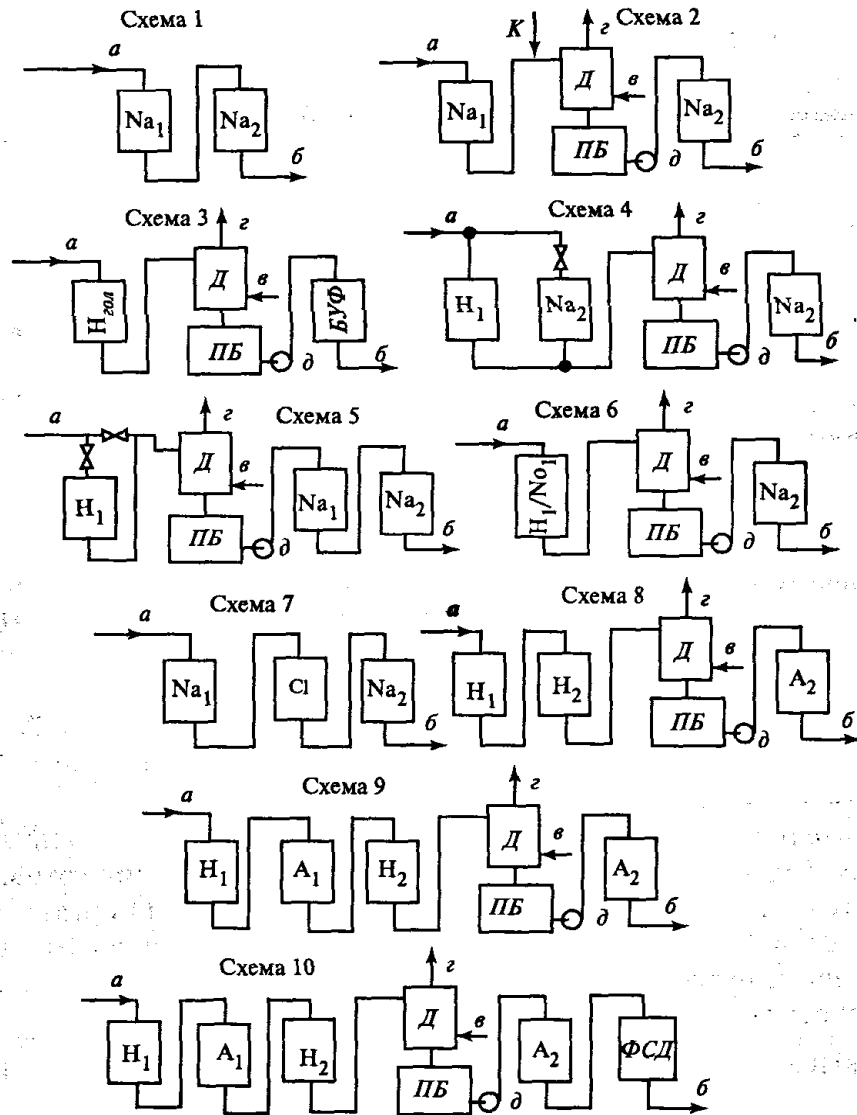 Схема 1
а
Na1
Na2
б
Схема 2
а
Na1
К
г
Д
в
ПБ
д
Na2
б
Схема 3
а
Нгол
г
Д
в
ПБ
д
БУФ
б
Схема 4
а
H1
Na2
г
Д
в
ПБ
д
Na2
б
Схема 5
а
H1
г
Д
в
ПБ
д
Na1
Na2
б
Схема 6
а
H1/No1
г
Д
в
ПБ
д
Na2
б
Схема 7
а
Na1
Cl
Na2
б
Схема 8
а
H1
H2
г
Д
в
ПБ
д
A2
б
Схема 9
а
H1
A1
H2
г
Д
в
ПБ
д
A2
б
Схема 10
а
H1
A1
H2
г
Д
в
ПБ
д
A2
ФСД
б